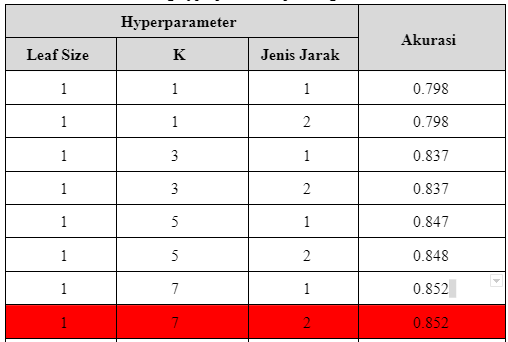 Hyperparameter Akurasi
Leaf Size K Jenis Jarak
1 1 1 0.798
1 1 2 0.798
1 3 1 0.837
1 3 2 0.837
1 5 1 0.847
1 5 2 0.848
1 7 1 0.852
1 7 2 0.852